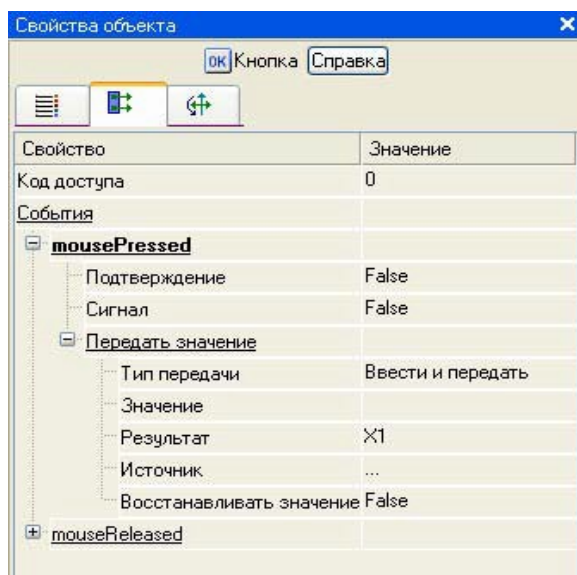 Свойства объекта
ОК Кнопка Справка
Свойство Значение
Код доступа 0
События
mousePressed
Подтверждение False
Сигнал False
Передать значение
Тип передачи Ввести и передать
Значение
Результат X1
Источник ...
Восстанавливать значение False
mouseReleased